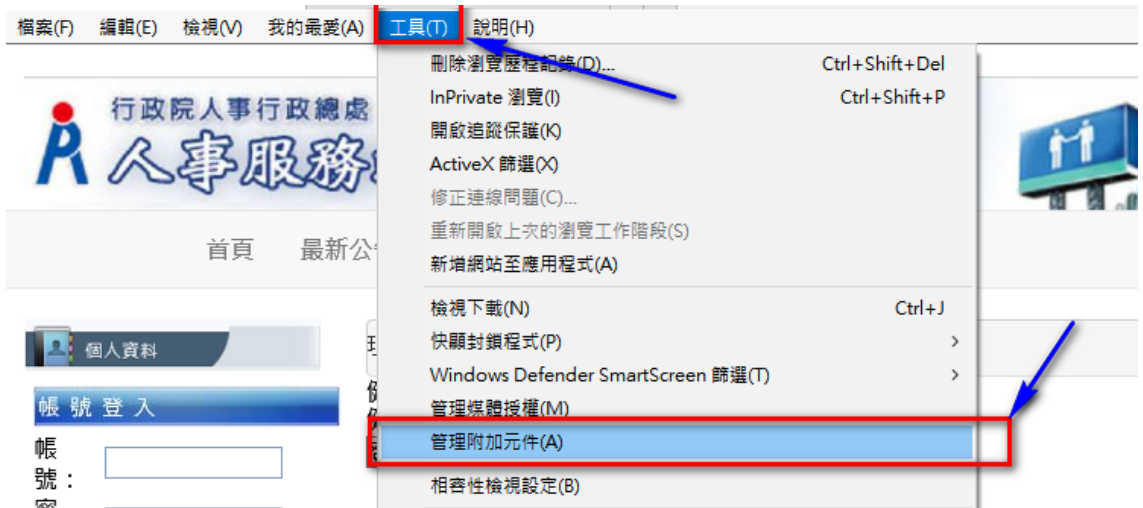 檔案(F) 編輯(E) 檢視(V) 我的最愛(A) 工具(T) 說明(H)
刪除瀏覽歷程記錄(D)... Ctrl+Shift+Del
InPrivate 瀏覽(I) Ctrl+Shift+P
開啟追蹤保護(K)
ActiveX 篩選(X)
修正連線問題(C)...
重新開啟上次的瀏覽工作階段(S)
新增網站至應用程式(A)
檢視下載(N) Ctrl+J
快顯封鎖程式(P)
Windows Defender SmartScreen 篩選(T)
管理媒體授權(M)
管理附加元件(A)
相容性檢視設定(B)
行政院人事行政總處
人事服務
首頁 最新公
個人資料
帳號登入
帳
號：